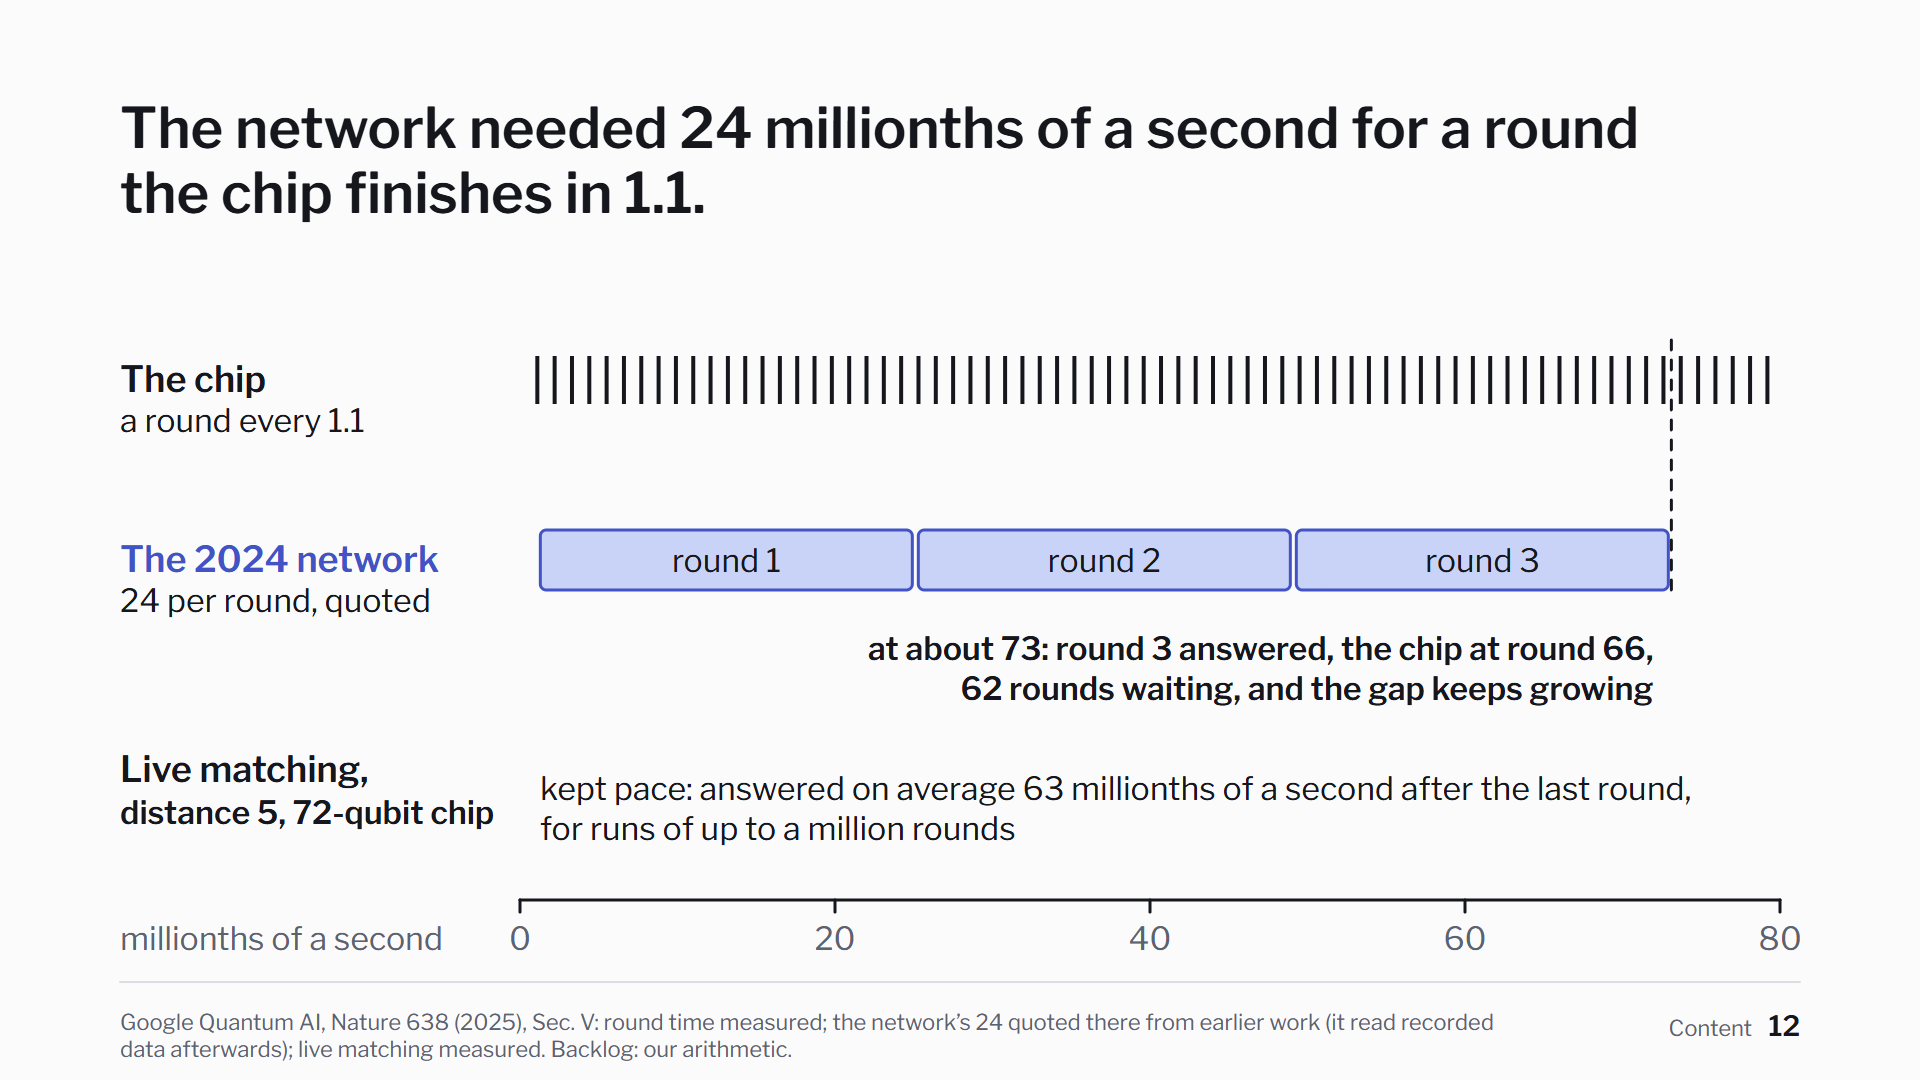 The network needed 24 millionths of a second for a round
the chip finishes in 1.1.
The chip
a round every 1.1
The 2024 network
24 per round, quoted
round 1
round 2
round 3
at about 73: round 3 answered, the chip at round 66,
62 rounds waiting, and the gap keeps growing
Live matching,
distance 5, 72-qubit chip
kept pace: answered on average 63 millionths of a second after the last round,
for runs of up to a million rounds
millionths of a second
0
20
40
60
80
Google Quantum AI, Nature 638 (2025), Sec. V: round time measured; the network’s 24 quoted there from earlier work (it read recorded
data afterwards); live matching measured. Backlog: our arithmetic.
Content 12